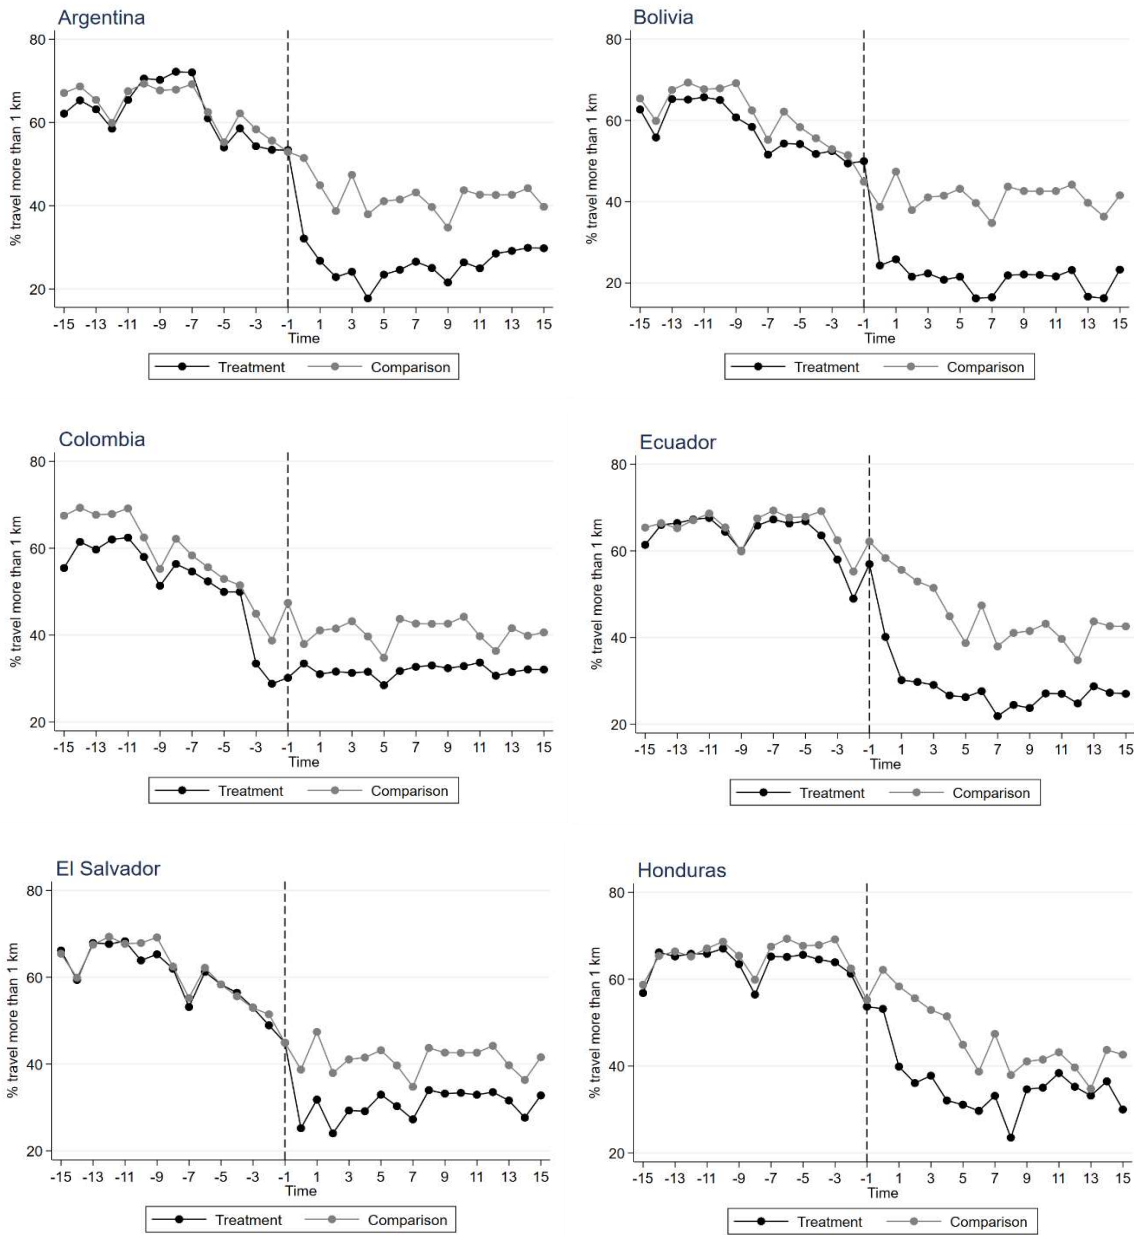 Argentina
% travel more than 1 km
80
60
40
20
-15 -13 -11 -9 -7 -5 -3 -1 1 3 5 7 9 11 13 15
Time
Treatment Comparison
Bolivia
% travel more than 1 km
80
60
40
20
-15 -13 -11 -9 -7 -5 -3 -1 1 3 5 7 9 11 13 15
Time
Treatment Comparison
Colombia
% travel more than 1 km
80
60
40
20
-15 -13 -11 -9 -7 -5 -3 -1 1 3 5 7 9 11 13 15
Time
Treatment Comparison
Ecuador
% travel more than 1 km
80
60
40
20
-15 -13 -11 -9 -7 -5 -3 -1 1 3 5 7 9 11 13 15
Time
Treatment Comparison
El Salvador
% travel more than 1 km
80
60
40
20
-15 -13 -11 -9 -7 -5 -3 -1 1 3 5 7 9 11 13 15
Time
Treatment Comparison
Honduras
% travel more than 1 km
80
60
40
20
-15 -13 -11 -9 -7 -5 -3 -1 1 3 5 7 9 11 13 15
Time
Treatment Comparison